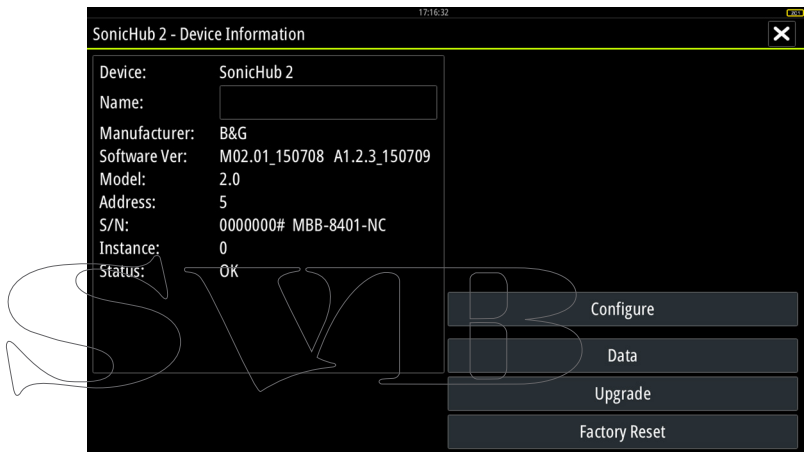 17:16:32
SonicHub 2 - Device Information
Device: SonicHub 2
Name:
Manufacturer: B&G
Software Ver: M02.01_150708 A1.2.3_150709
Model: 2.0
Address: 5
S/N: 0000000# MBB-8401-NC
Instance: 0
Status: OK
Configure
Data
Upgrade
Factory Reset
SVB